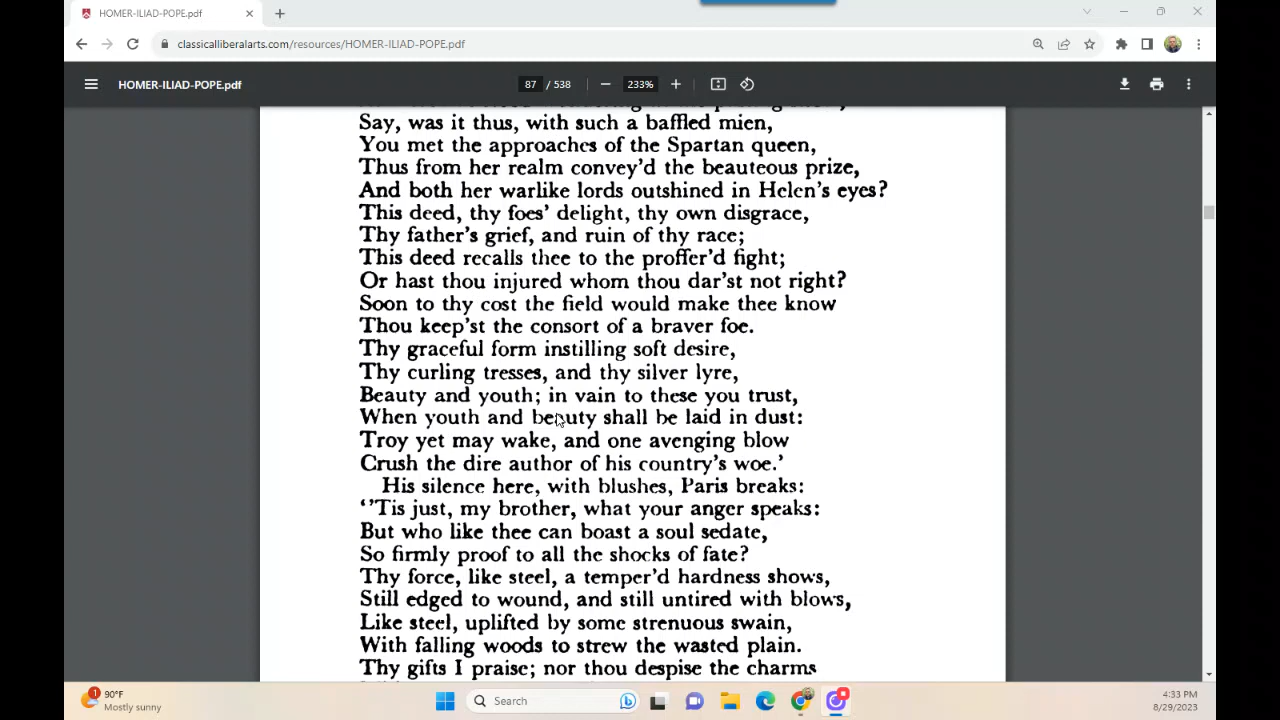 HOMER-ILIAD-POPE.pdf
classicalliberalarts.com/resources/HOMER-ILIAD-POPE.pdf
HOMER-ILIAD-POPE.pdf
87 / 538
233%
Say, was it thus, with such a baffled mien,
You met the approaches of the Spartan queen,
Thus from her realm convey'd the beauteous prize,
And both her warlike lords outshined in Helen's eyes?
This deed, thy foes' delight, thy own disgrace,
Thy father's grief, and ruin of thy race;
This deed recalls thee to the proffer'd fight;
Or hast thou injured whom thou dar'st not right?
Soon to thy cost the field would make thee know
Thou keep'st the consort of a braver foe.
Thy graceful form instilling soft desire,
Thy curling tresses, and thy silver lyre,
Beauty and youth; in vain to these you trust,
When youth and beauty shall be laid in dust:
Troy yet may wake, and one avenging blow
Crush the dire author of his country's woe.'
His silence here, with blushes, Paris breaks:
‘'Tis just, my brother, what your anger speaks:
But who like thee can boast a soul sedate,
So firmly proof to all the shocks of fate?
Thy force, like steel, a temper'd hardness shows,
Still edged to wound, and still untired with blows,
Like steel, uplifted by some strenuous swain,
With falling woods to strew the wasted plain.
Thy gifts I praise; nor thou despise the charms
1
90°F
Mostly sunny
Search
4:33 PM
8/29/2023